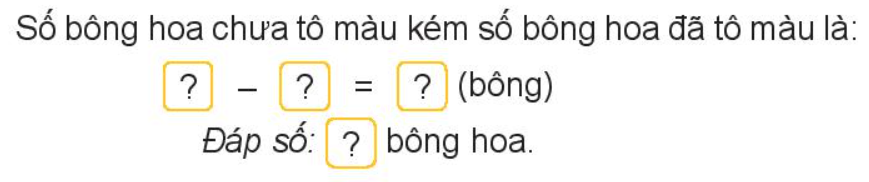 Số bông hoa chưa tô màu kém số bông hoa đã tô màu là:
? – ? = ? (bông)
Đáp số: ? bông hoa.